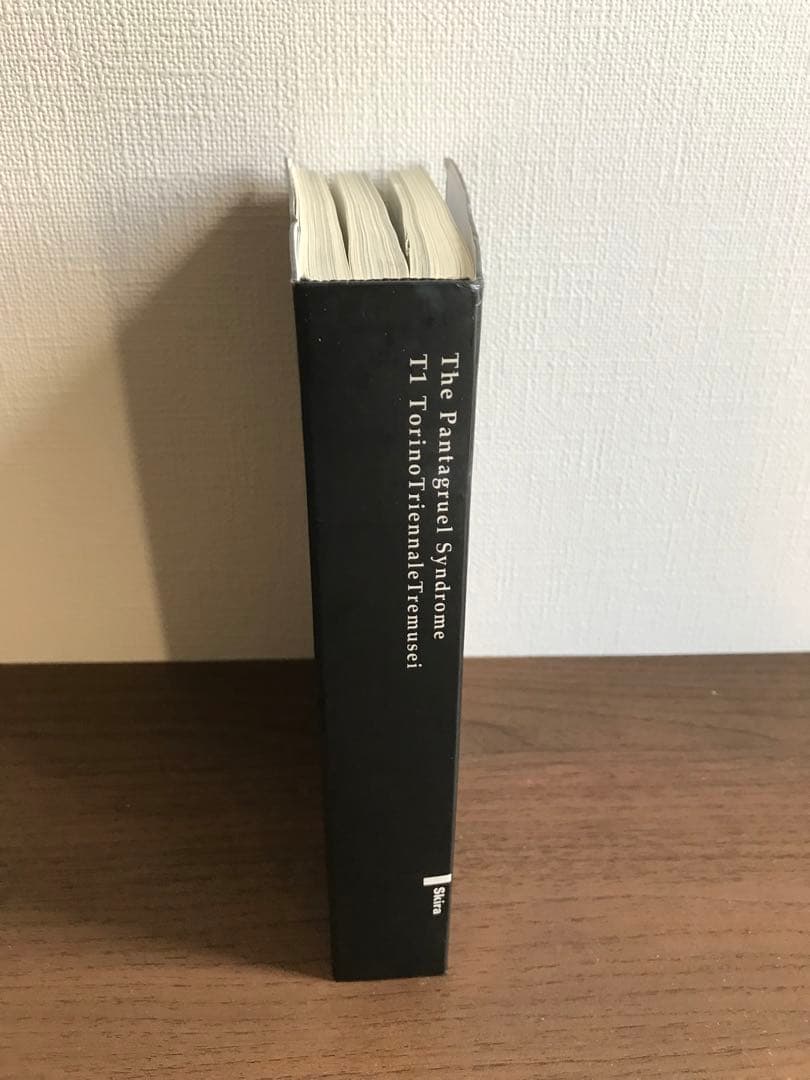 The Pantagruel Syndrome
T1 TorinoTriennaleTremusei
Skira